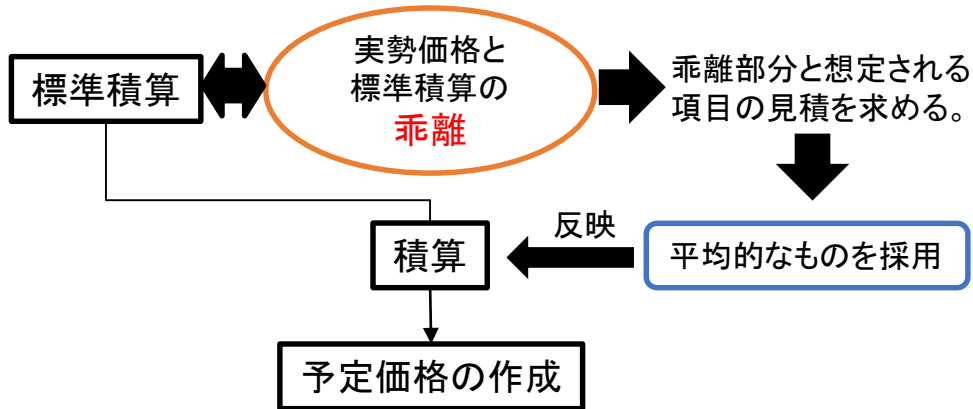 標準積算
実勢価格と
標準積算の
乖離
乖離部分と想定される
項目の見積を求める。
平均的なものを採用
反映
積算
予定価格の作成